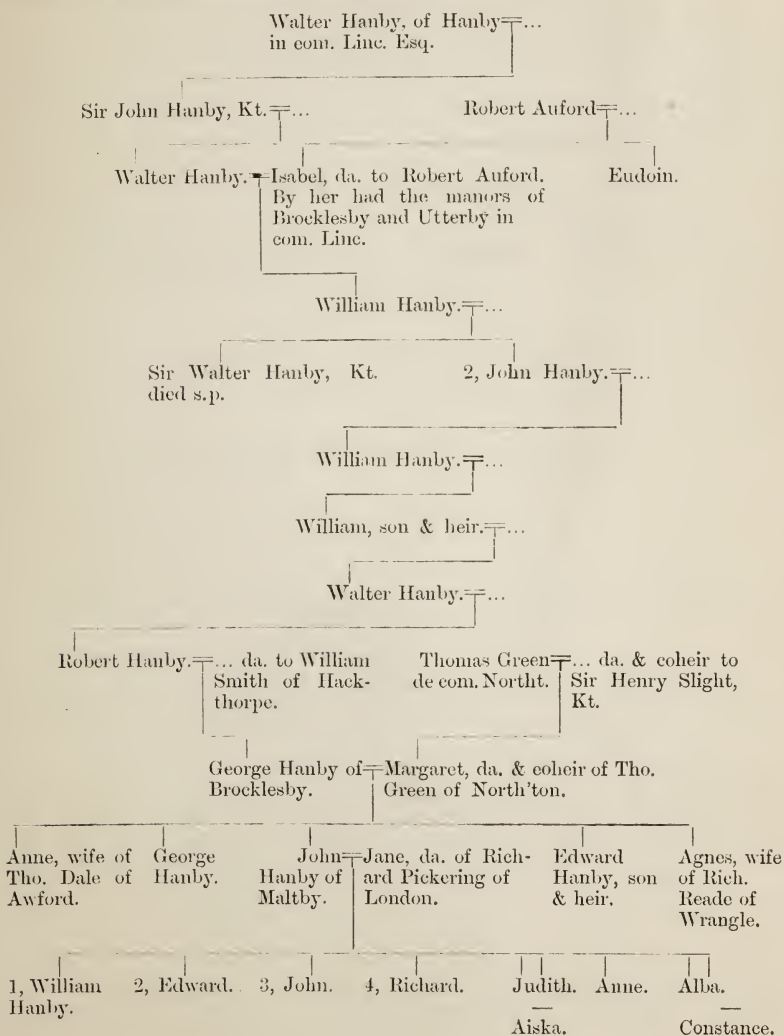 Walter Hanby, of Hanby=...
in com. Linc. Esq.
Sir John Hanby, Kt.=... Robert Auford=...
Walter Hanby.=Isabel, da. to Robert Auford. Eudoin.
By her had the manors of
Brocklesby and Utterby in
com. Linc.
William Hanby.=...
Sir Walter Hanby, Kt. 2, John Hanby.=...
died s.p.
William Hanby.=...
William, son & heir.=...
Walter Hanby.=...
Robert Hanby.=... da. to William Thomas Green=... da. & coheir to
Smith of Hack- de com. Northt. Sir Henry Slight,
thorpe. Kt.
George Hanby of=Margaret, da. & coheir of Tho.
Brocklesby. Green of North'ton.
Anne, wife of George John=Jane, da. of Rich- Edward Agnes, wife
Tho. Dale of Hanby. Hanby of ard Pickering of Hanby, son of Rich.
Awford. Maltby. London. & heir. Reade of
Wrangle.
1, William 2, Edward. 3, John. 4, Richard. Judith. Anne. Alba.
Hanby.
Aiska. Constance.